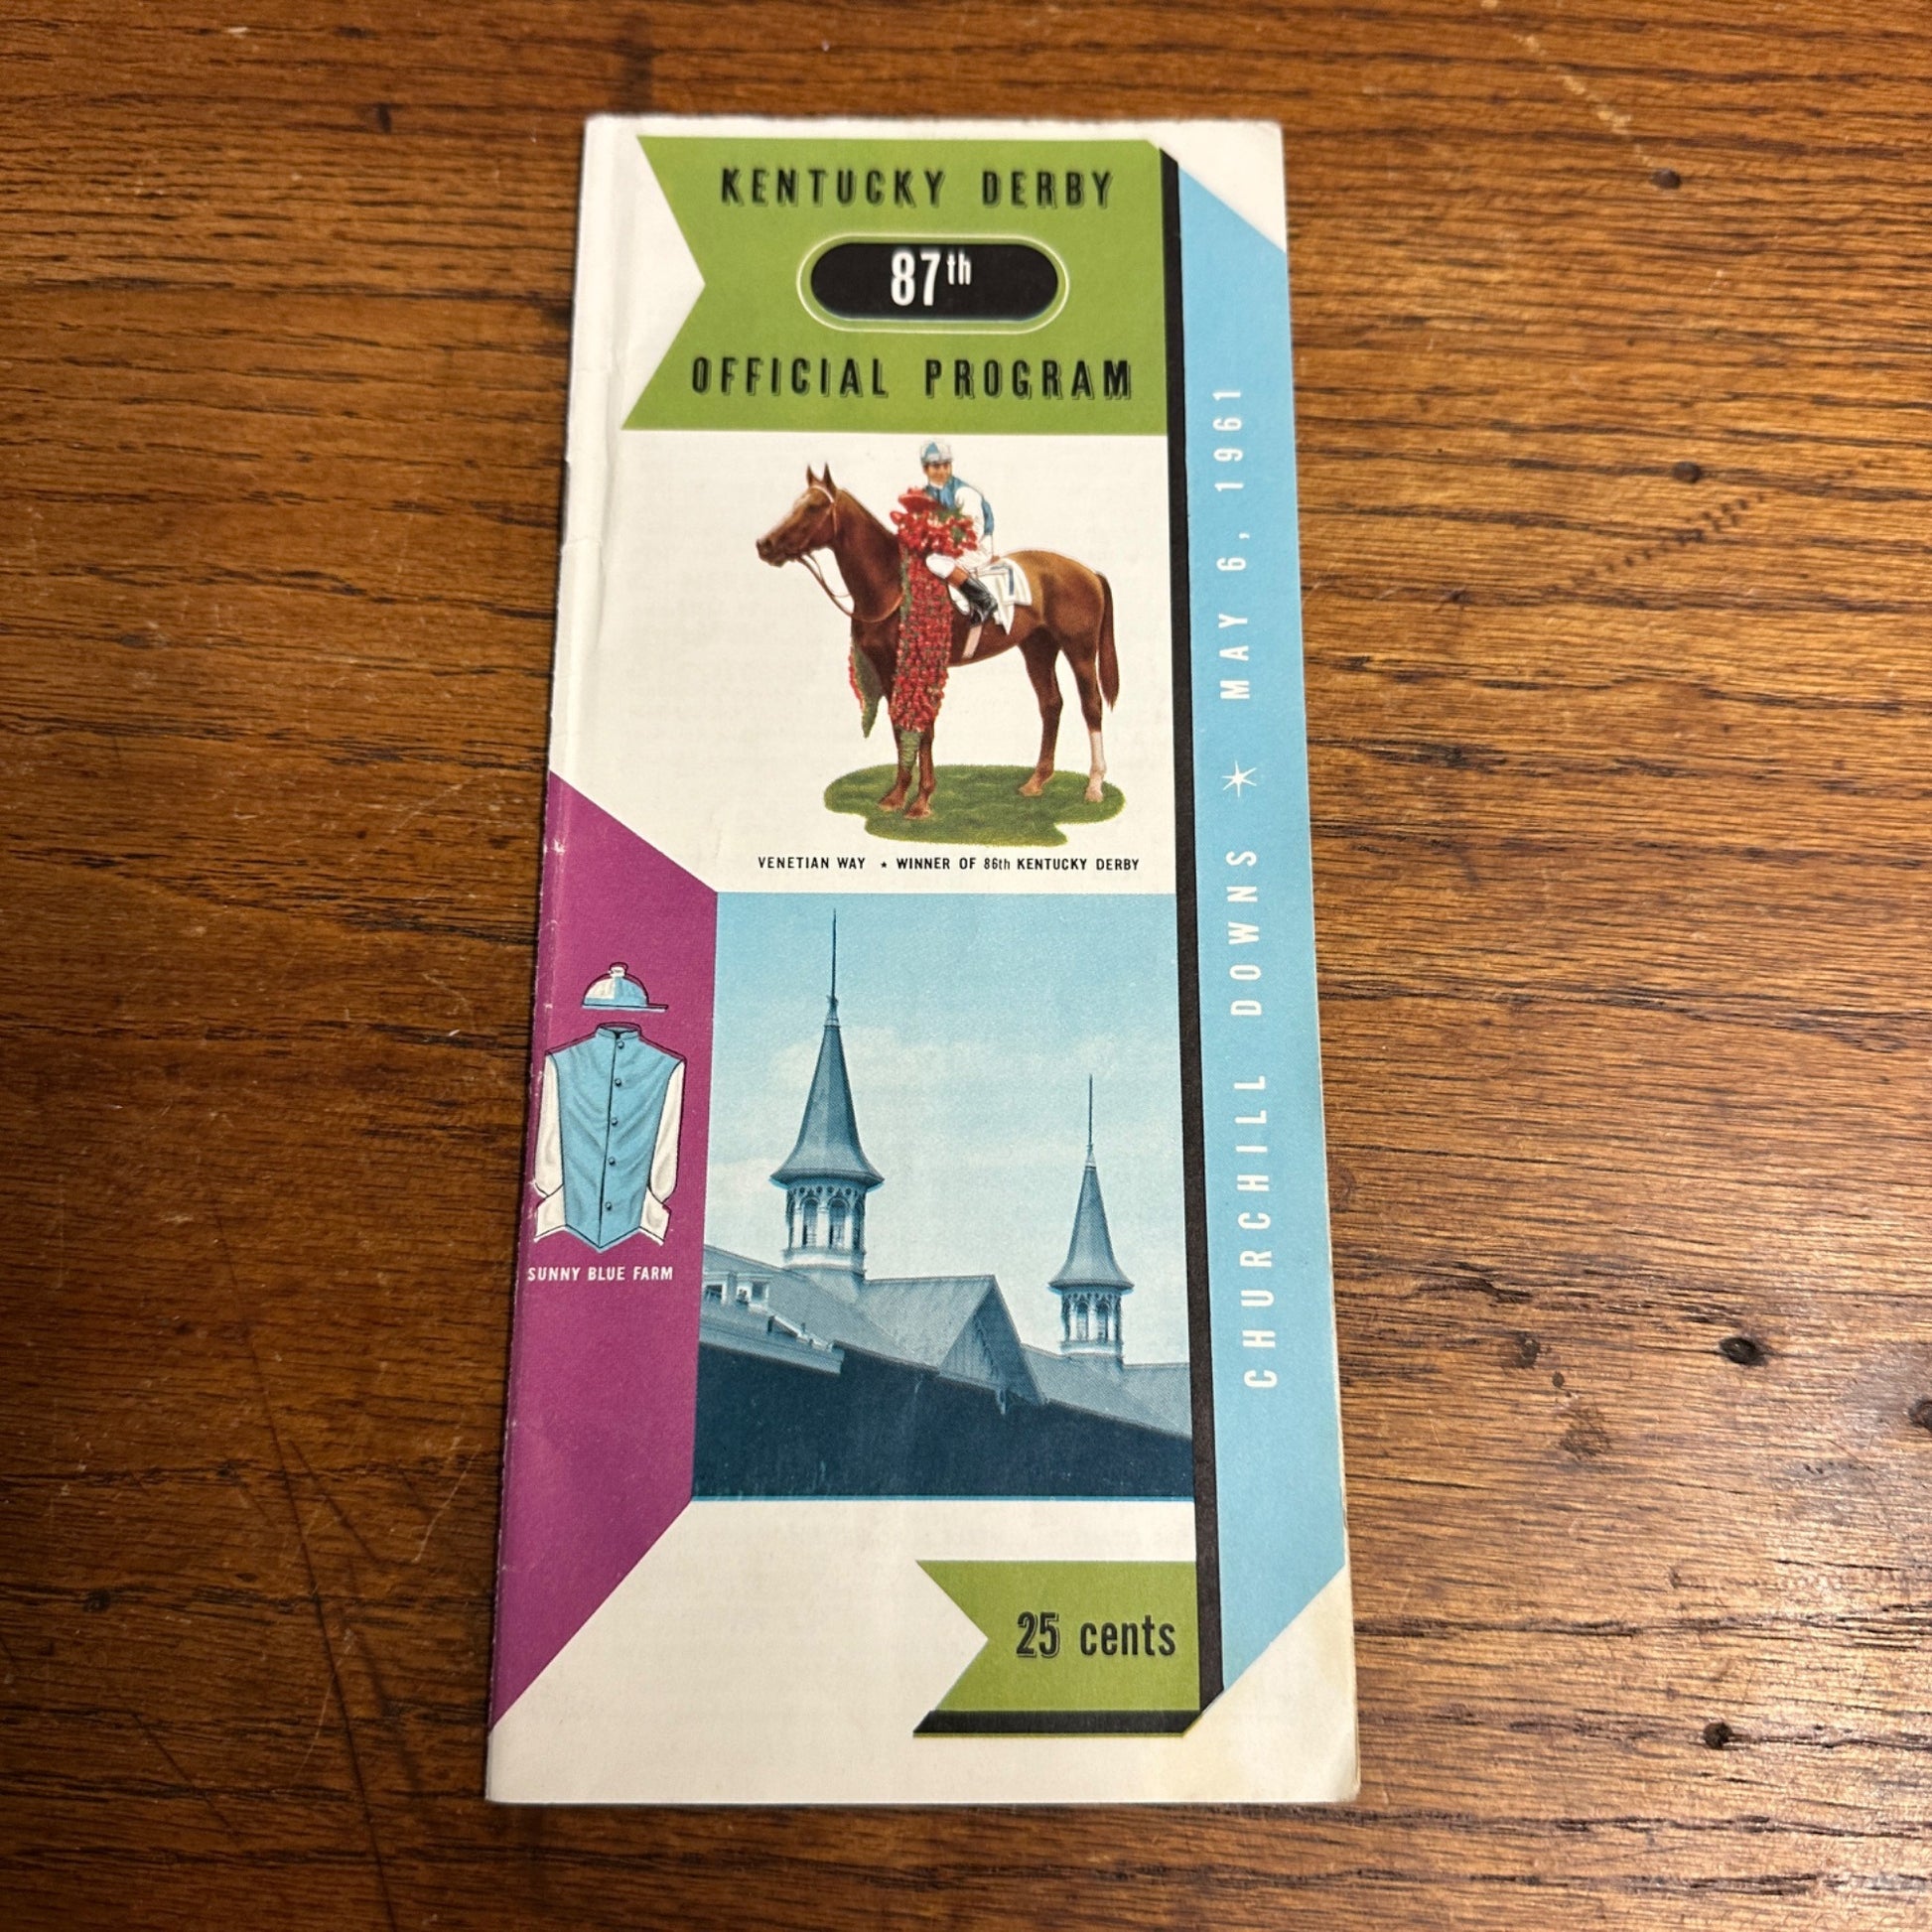 KENTUCKY DERBY
87th
OFFICIAL PROGRAM
VENETIAN WAY ★ WINNER OF 86th KENTUCKY DERBY
SUNNY BLUE FARM
25 cents
CHURCHILL DOWNS ✶ MAY 6, 1961